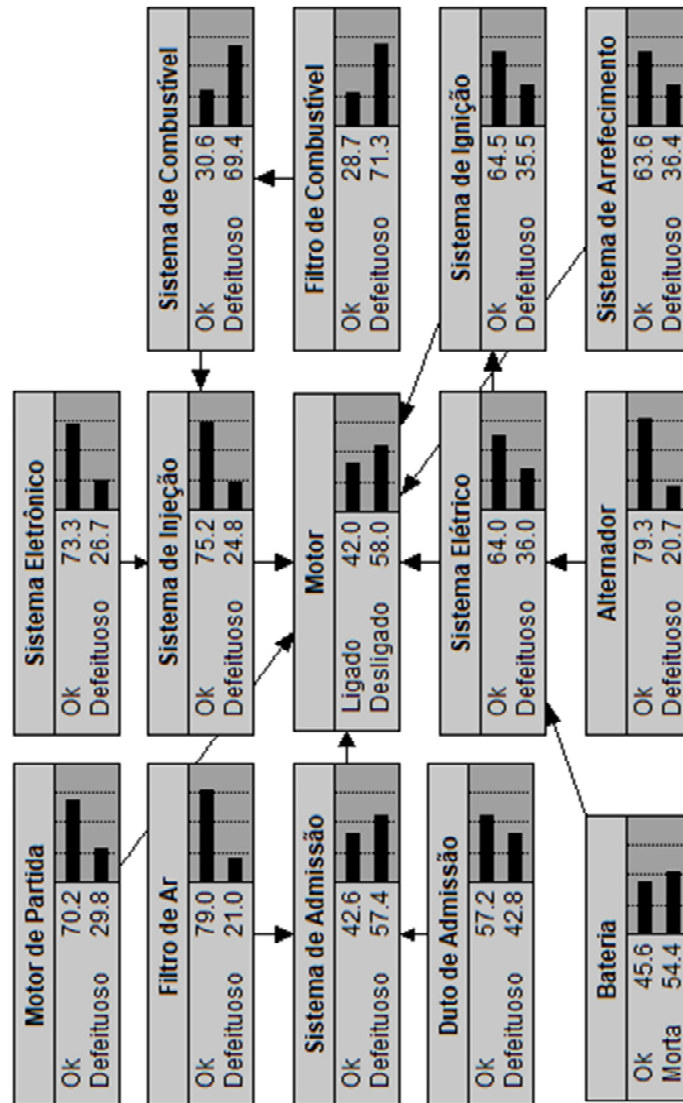 Motor de Partida
Ok 70.2
Defeituoso 29.8
Filtro de Ar
Ok 79.0
Defeituoso 21.0
Sistema de Admissão
Ok 42.6
Defeituoso 57.4
Duto de Admissão
Ok 57.2
Defeituoso 42.8
Bateria
Ok 45.6
Morta 54.4
Sistema Eletrônico
Ok 73.3
Defeituoso 26.7
Sistema de Injeção
Ok 75.2
Defeituoso 24.8
Motor
Ligado 42.0
Desligado 58.0
Sistema Elétrico
Ok 64.0
Defeituoso 36.0
Alternador
Ok 79.3
Defeituoso 20.7
Sistema de Combustível
Ok 30.6
Defeituoso 69.4
Filtro de Combustível
Ok 28.7
Defeituoso 71.3
Sistema de Ignição
Ok 64.5
Defeituoso 35.5
Sistema de Arrefecimento
Ok 63.6
Defeituoso 36.4